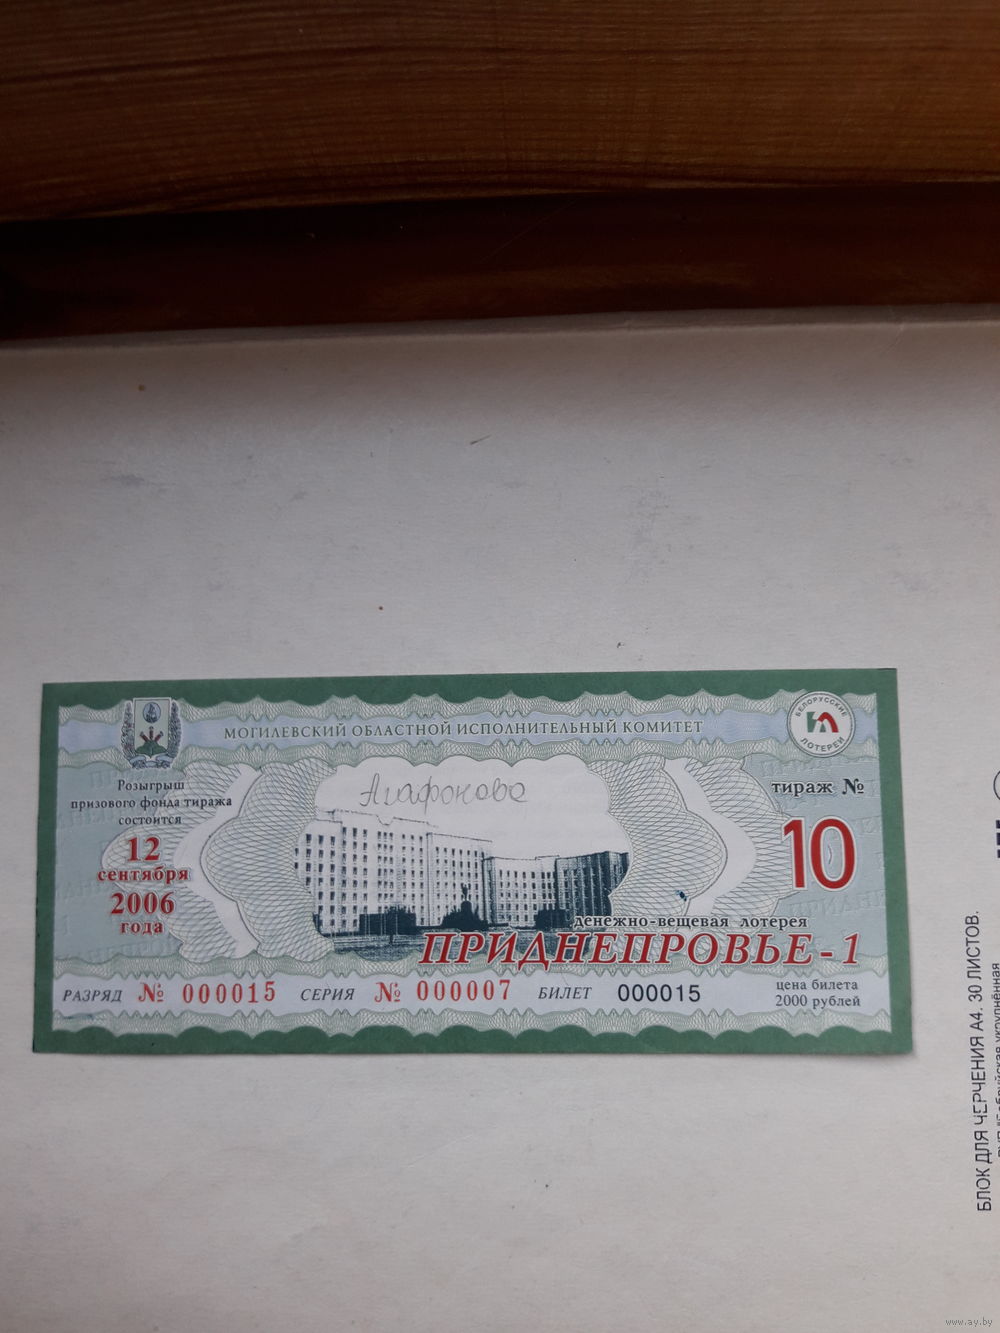 МОГИЛЕВСКИЙ ОБЛАСТНОЙ ИСПОЛНИТЕЛЬНЫЙ КОМИТЕТ
БЕЛОРУССКИЕ
ЛОТЕРЕИ
Розыгрыш
призового фонда тиража
состоится
12
сентября
2006
года
Агафонова
тираж №
10
денежно-вещевая лотерея
ПРИДНЕПРОВЬЕ-1
РАЗРЯД № 000015 СЕРИЯ № 000007 БИЛЕТ 000015
цена билета
2000 рублей
БЛОК ДЛЯ ЧЕРЧЕНИЯ А4. 30 ЛИСТОВ.
укрупнённая
www.ay.by